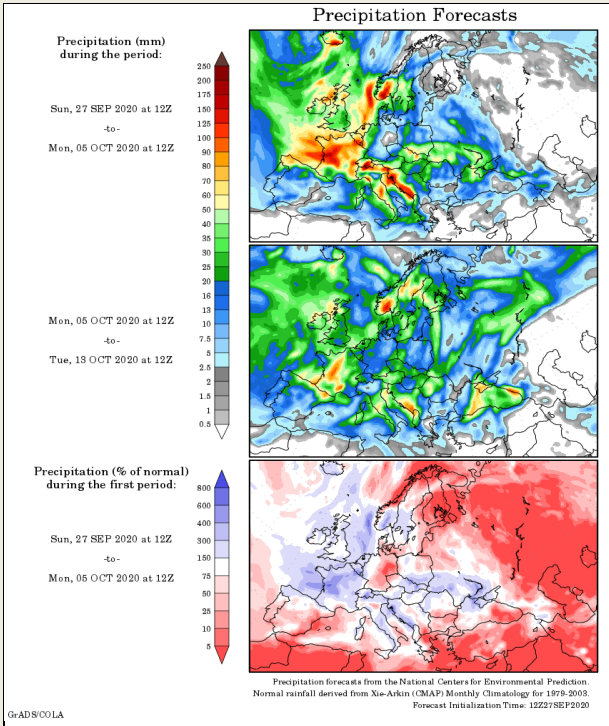 Precipitation Forecasts
Precipitation (mm)
during the period:
Sun, 27 SEP 2020 at 12Z
-to-
Mon, 05 OCT 2020 at 12Z
250
200
175
150
125
100
90
80
70
60
50
40
35
30
25
20
16
13
10
7.5
5
2.5
2
1.5
1
0.5
Mon, 05 OCT 2020 at 12Z
-to-
Tue, 13 OCT 2020 at 12Z
Precipitation (% of normal)
during the first period:
Sun, 27 SEP 2020 at 12Z
-to-
Mon, 05 OCT 2020 at 12Z
800
600
400
300
150
75
50
25
10
5
Precipitation forecasts from the National Centers for Environmental Prediction.
Normal rainfall derived from Xie-Arkin (CMAP) Monthly Climatology for 1979-2003.
Forecast Initialization Time: 12Z27SEP2020
GrADS/COLA